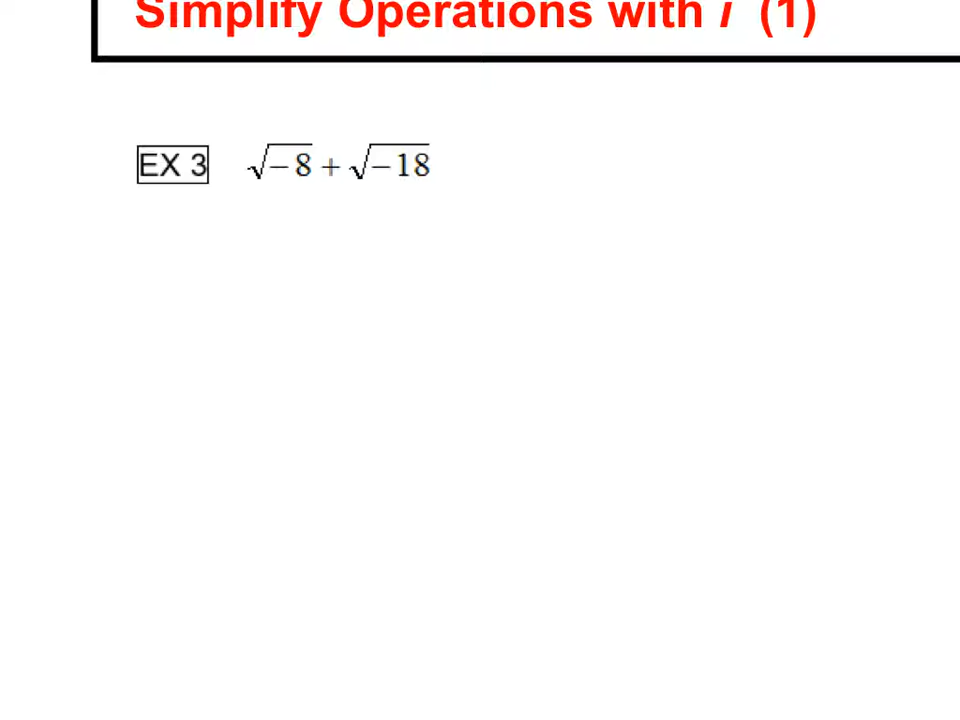 Simplify Operations with i (1)
EX 3 √-8 + √-18